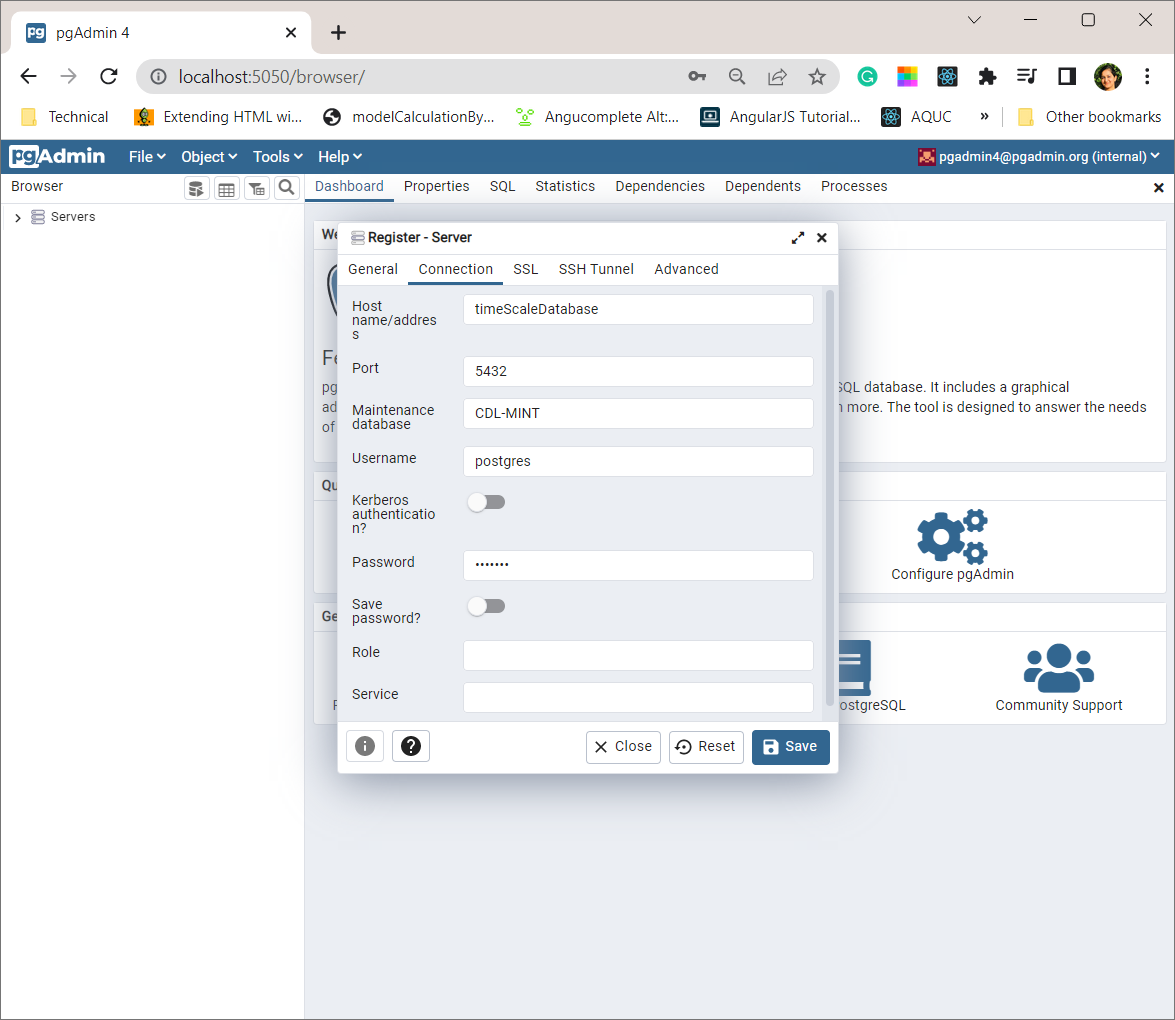 pg pgAdmin 4
localhost:5050/browser/
Technical Extending HTML wi... modelCalculationBy... Angucomplete Alt:... AngularJS Tutorial... AQUC » Other bookmarks
pgAdmin File Object Tools Help pgadmin4@pgadmin.org (internal)
Browser Dashboard Properties SQL Statistics Dependencies Dependents Processes
Servers
We
Register - Server
General Connection SSL SSH Tunnel Advanced
Host
name/addres
s
timeScaleDatabase
Fe
Port 5432
pg
SQL database. It includes a graphical
ad
more. The tool is designed to answer the needs
of
Maintenance
database
CDL-MINT
Username postgres
Qu
Kerberos
authenticatio
n?
Password •••••••
Configure pgAdmin
Save
password?
Ge
Role
Service
ostgreSQL
Community Support
Close Reset Save